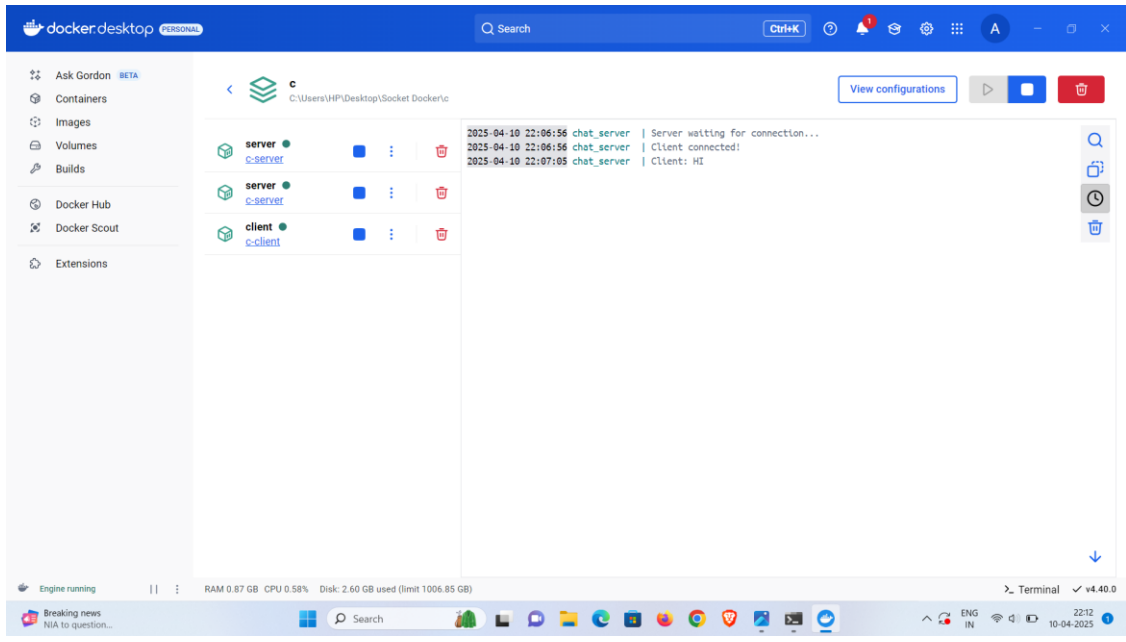 docker.desktop PERSONAL
Search
Ctrl+K
1
A
Ask Gordon BETA
Containers
Images
Volumes
Builds
Docker Hub
Docker Scout
Extensions
c
C:\Users\HP\Desktop\Socket Docker\c
View configurations
server
c-server
server
c-server
client
c-client
2025-04-10 22:06:56 chat_server | Server waiting for connection...
2025-04-10 22:06:56 chat_server | Client connected!
2025-04-10 22:07:05 chat_server | Client: HI
Engine running
RAM 0.87 GB CPU 0.58% Disk: 2.60 GB used (limit 1006.85 GB)
>_ Terminal
v4.40.0
Breaking news
NIA to question...
Search
ENG
IN
22:12
10-04-2025
1